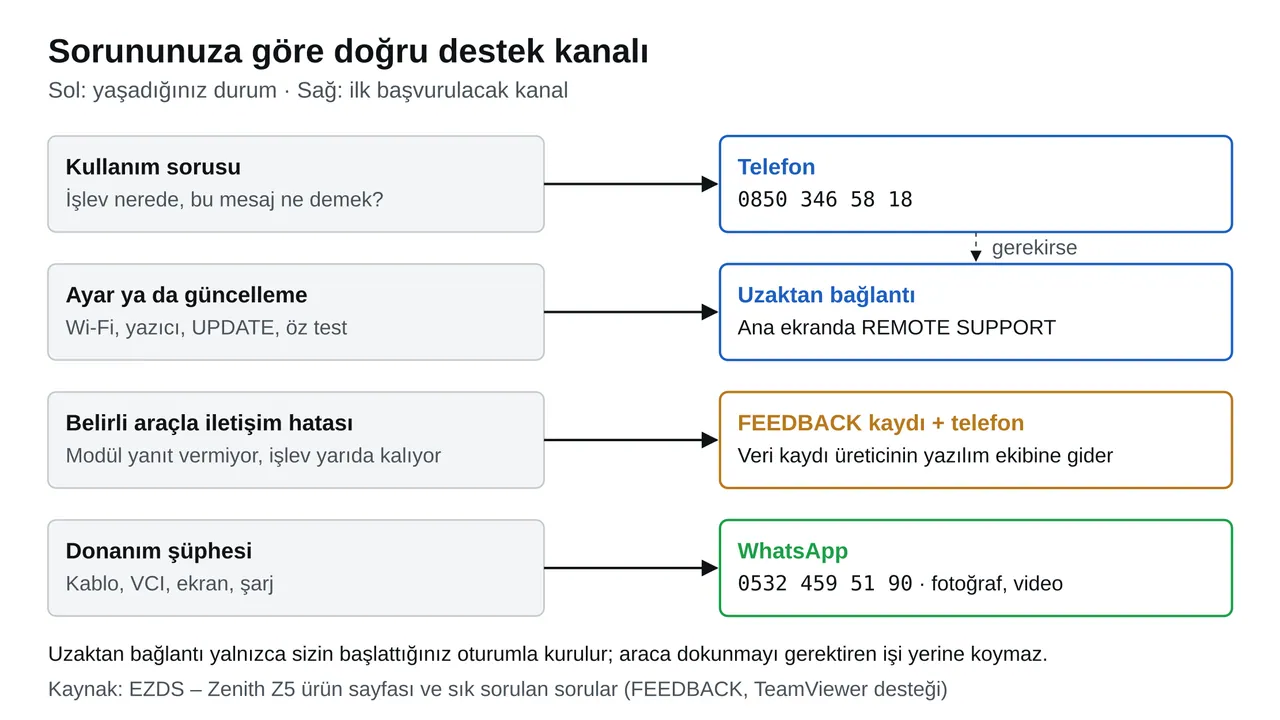 Sorununuza göre doğru destek kanalı
Sol: yaşadığınız durum · Sağ: ilk başvurulacak kanal
Kullanım sorusu
İşlev nerede, bu mesaj ne demek?
Telefon
0850 346 58 18
gerekirse
Ayar ya da güncelleme
Wi-Fi, yazıcı, UPDATE, öz test
Uzaktan bağlantı
Ana ekranda REMOTE SUPPORT
Belirli araçla iletişim hatası
Modül yanıt vermiyor, işlev yarıda kalıyor
FEEDBACK kaydı + telefon
Veri kaydı üreticinin yazılım ekibine gider
Donanım şüphesi
Kablo, VCI, ekran, şarj
WhatsApp
0532 459 51 90 · fotoğraf, video
Uzaktan bağlantı yalnızca sizin başlattığınız oturumla kurulur; araca dokunmayı gerektiren işi yerine koymaz.
Kaynak: EZDS – Zenith Z5 ürün sayfası ve sık sorulan sorular (FEEDBACK, TeamViewer desteği)